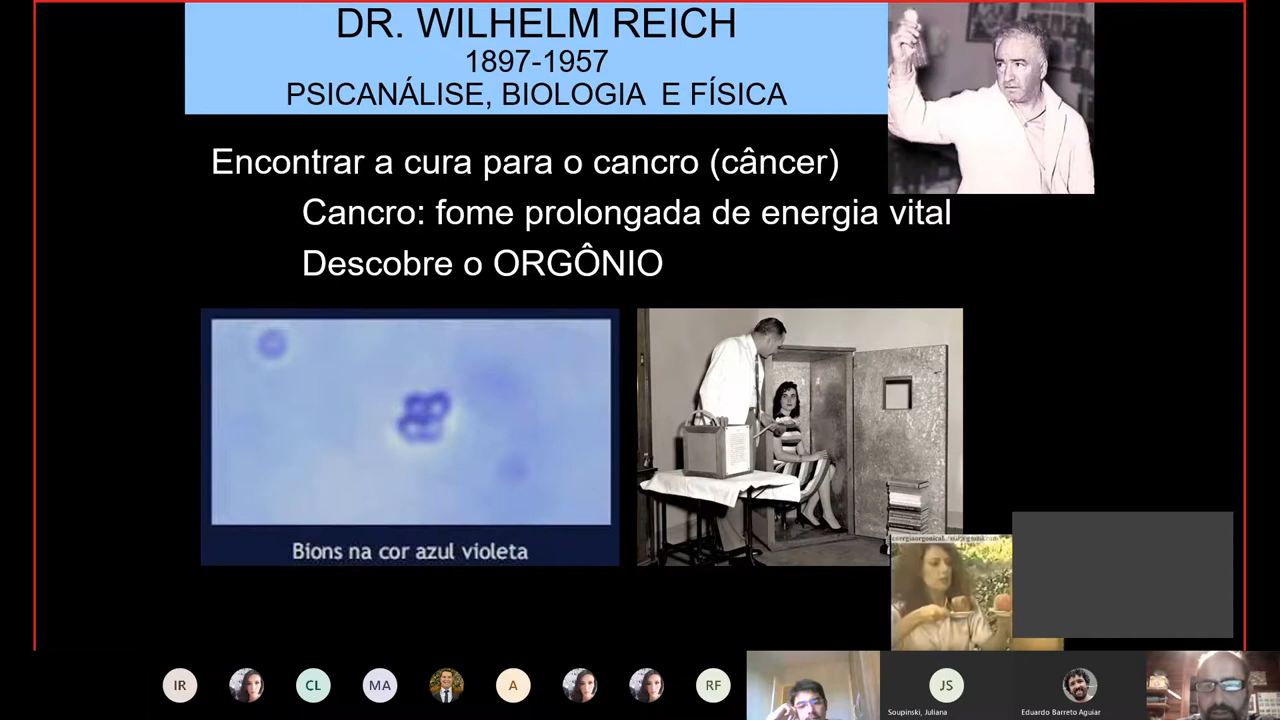 DR. WILHELM REICH
1897-1957
PSICANÁLISE, BIOLOGIA E FÍSICA
Encontrar a cura para o cancro (câncer)
Cancro: fome prolongada de energia vital
Descobre o ORGÔNIO
Bions na cor azul violeta
IR
CL
MA
A
RF
JS
Soupinski, Juliana
Eduardo Barreto Aguiar